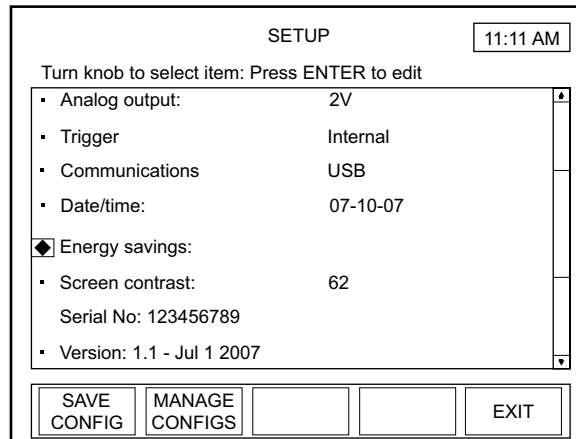 SETUP
11:11 AM
Turn knob to select item: Press ENTER to edit
Analog output: 2V
Trigger Internal
Communications USB
Date/time: 07-10-07
Energy savings:
Screen contrast: 62
Serial No: 123456789
Version: 1.1 - Jul 1 2007
SAVE CONFIG
MANAGE CONFIGS
EXIT